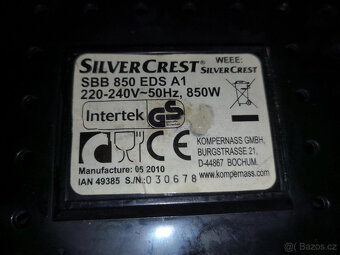 SILVERCREST®
WEEE:
SILVERCREST
SBB 850 EDS A1
220-240V~50Hz, 850W
Intertek
GS
KOMPERNASS GMBH,
BURGSTRASSE 21,
D-44867 BOCHUM.
Manufacture: 05 2010
IAN 49385 S./N.: 030678
www.kompernass.com
bazos.cz